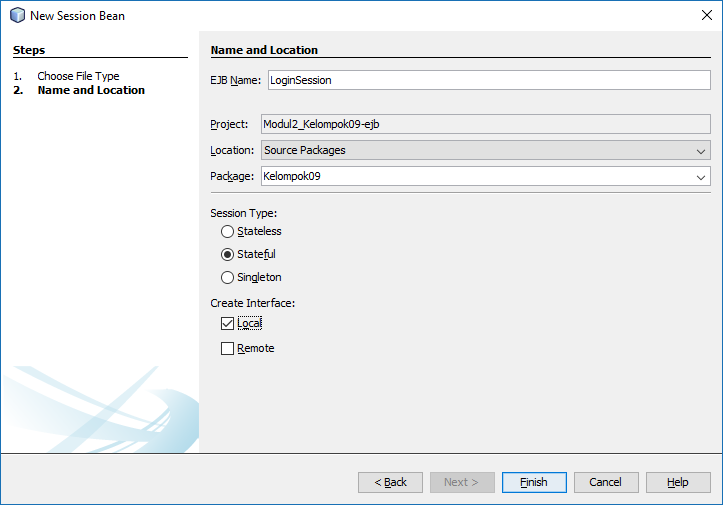 New Session Bean
Steps
1. Choose File Type
2. Name and Location
Name and Location
EJB Name: LoginSession
Project: Modul2_Kelompok09-ejb
Location: Source Packages
Package: Kelompok09
Session Type:
Stateless
Stateful
Singleton
Create Interface:
Local
Remote
< Back Next > Finish Cancel Help